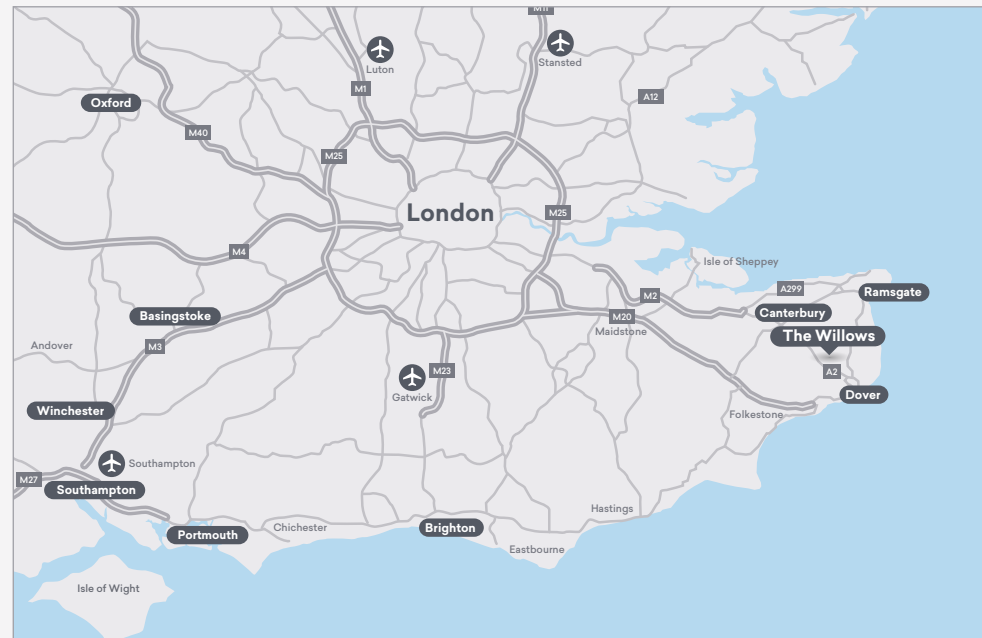 M11
Luton
Stansted
M1
A12
Oxford
M40
M25
London
M25
M4
Isle of Sheppey
A299
Ramsgate
M2
Canterbury
Basingstoke
M20
Maidstone
The Willows
Andover
M3
M23
A2
Gatwick
Dover
Winchester
Folkestone
Southampton
M27
Southampton
Hastings
Chichester
Brighton
Portmouth
Eastbourne
Isle of Wight